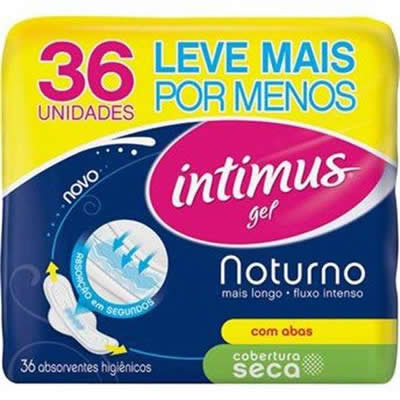 36
UNIDADES
LEVE MAIS
POR MENOS
NOVO
intimus
gel
ABSORÇÃO em SEGUNDOS
Noturno
mais longo • fluxo intenso
com abas
cobertura
seca
36 absorventes higiênicos